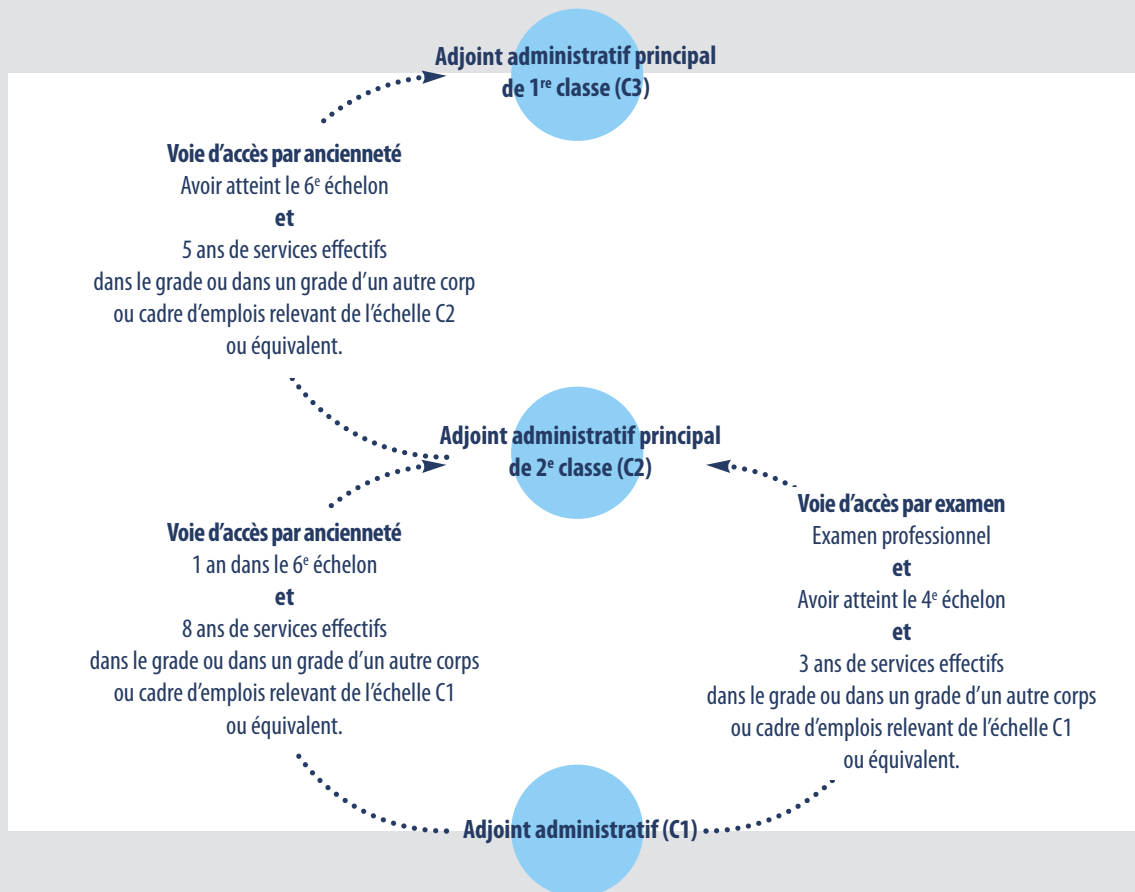 Adjoint administratif principal
de 1re classe (C3)
Voie d'accès par ancienneté
Avoir atteint le 6e échelon
et
5 ans de services effectifs
dans le grade ou dans un grade d'un autre corp
ou cadre d'emplois relevant de l'échelle C2
ou équivalent.
Adjoint administratif principal
de 2e classe (C2)
Voie d'accès par ancienneté
1 an dans le 6e échelon
et
8 ans de services effectifs
dans le grade ou dans un grade d'un autre corps
ou cadre d'emplois relevant de l'échelle C1
ou équivalent.
Voie d'accès par examen
Examen professionnel
et
Avoir atteint le 4e échelon
et
3 ans de services effectifs
dans le grade ou dans un grade d'un autre corps
ou cadre d'emplois relevant de l'échelle C1
ou équivalent.
Adjoint administratif (C1)